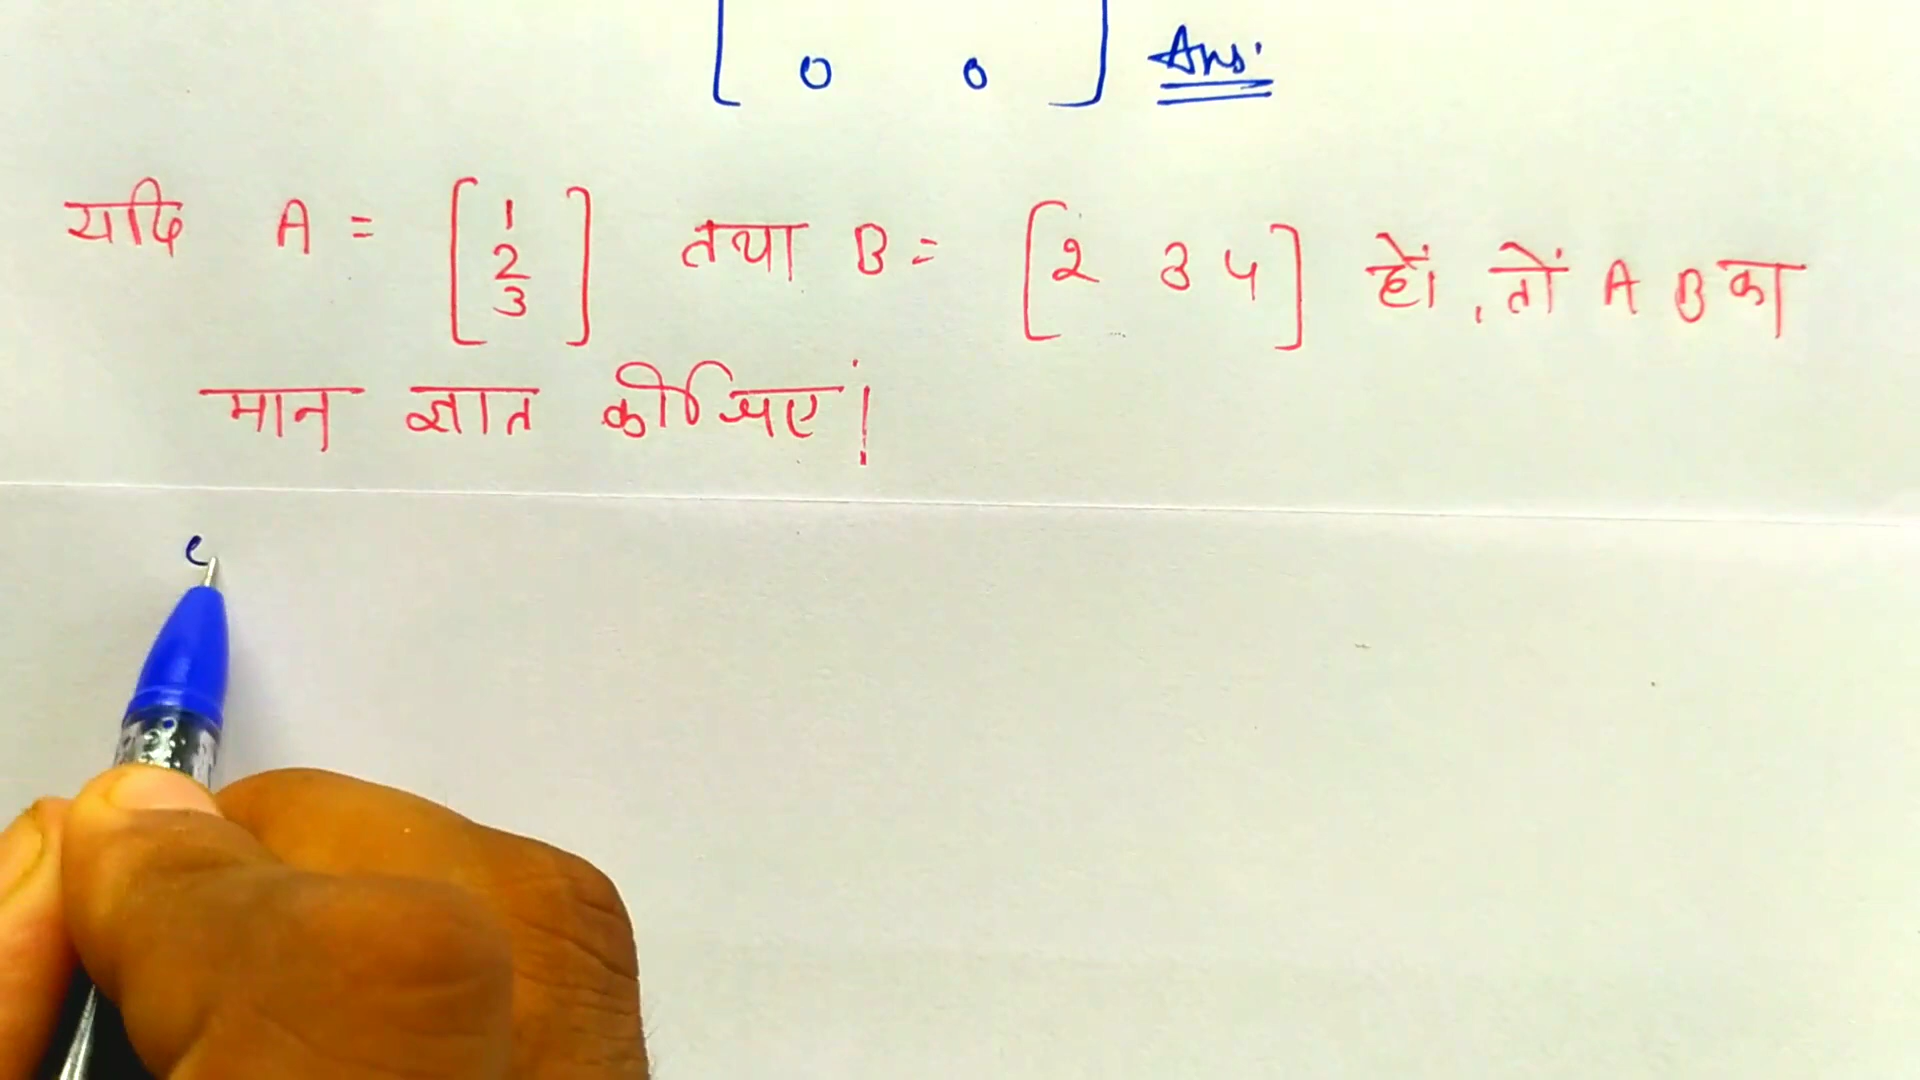 0 0 Ans.
यदि A = [1 2 3] तथा B = [2 3 4] हों, तों A B का
मान ज्ञात कीजिएं।